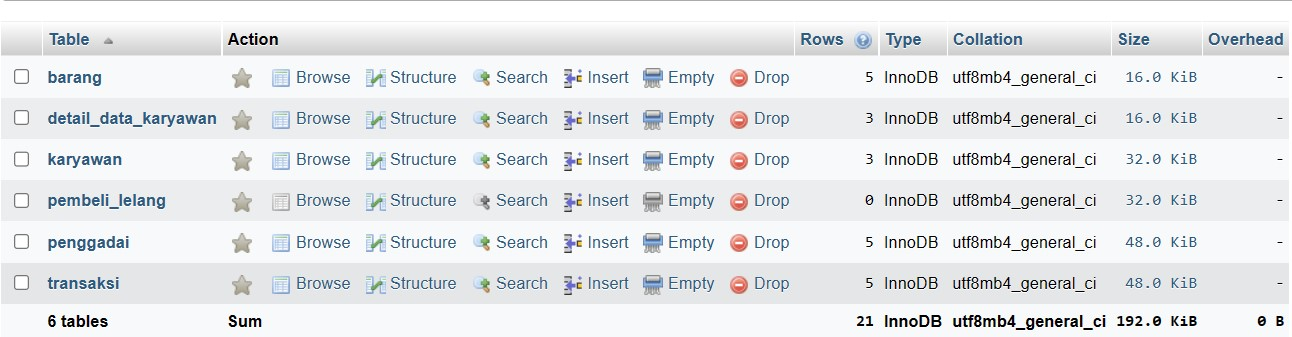 Table Action Rows Type Collation Size Overhead
barang Browse Structure Search Insert Empty Drop 5 InnoDB utf8mb4_general_ci 16.0 KiB -
detail_data_karyawan Browse Structure Search Insert Empty Drop 3 InnoDB utf8mb4_general_ci 16.0 KiB -
karyawan Browse Structure Search Insert Empty Drop 3 InnoDB utf8mb4_general_ci 32.0 KiB -
pembeli_lelang Browse Structure Search Insert Empty Drop 0 InnoDB utf8mb4_general_ci 32.0 KiB -
penggadai Browse Structure Search Insert Empty Drop 5 InnoDB utf8mb4_general_ci 48.0 KiB -
transaksi Browse Structure Search Insert Empty Drop 5 InnoDB utf8mb4_general_ci 48.0 KiB -
6 tables Sum 21 InnoDB utf8mb4_general_ci 192.0 KiB 0 B